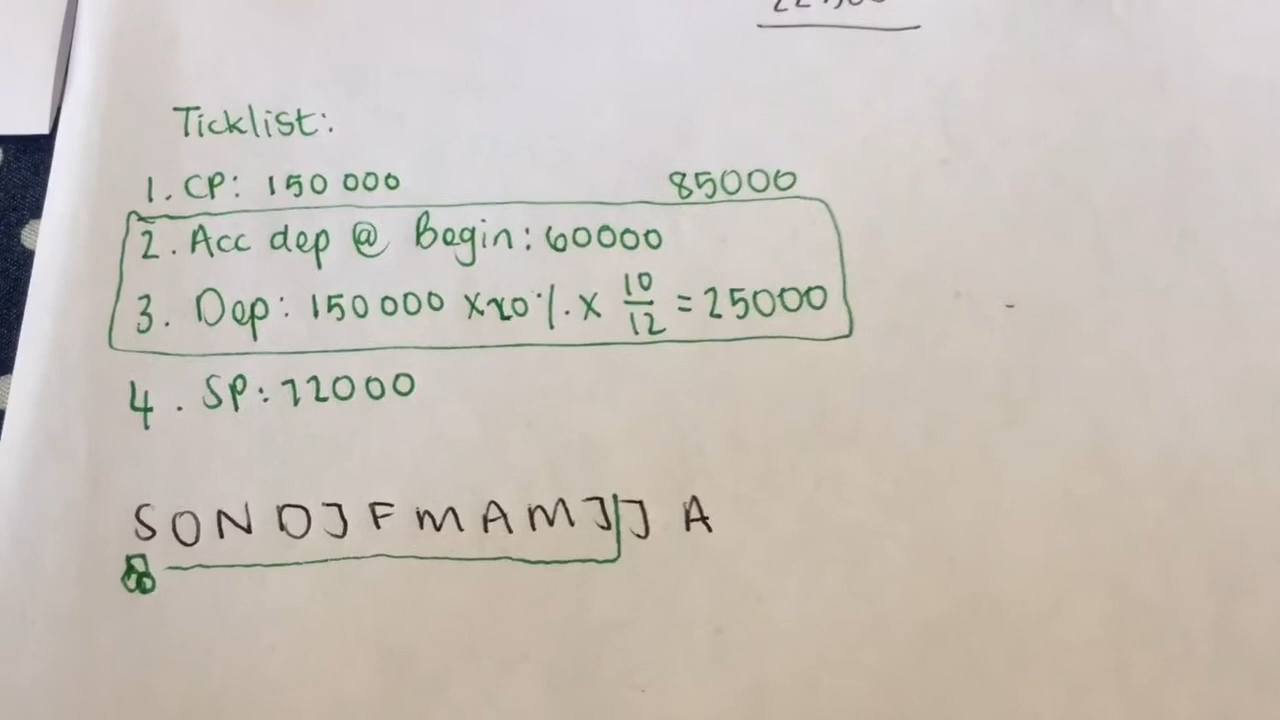 Ticklist:
1. CP: 150 000 85000
2. Acc dep @ Begin: 60000
3. Dep: 150 000 x 20 %. x 10/12 = 25000
4. SP: 72000
S O N D J F M A M J J A